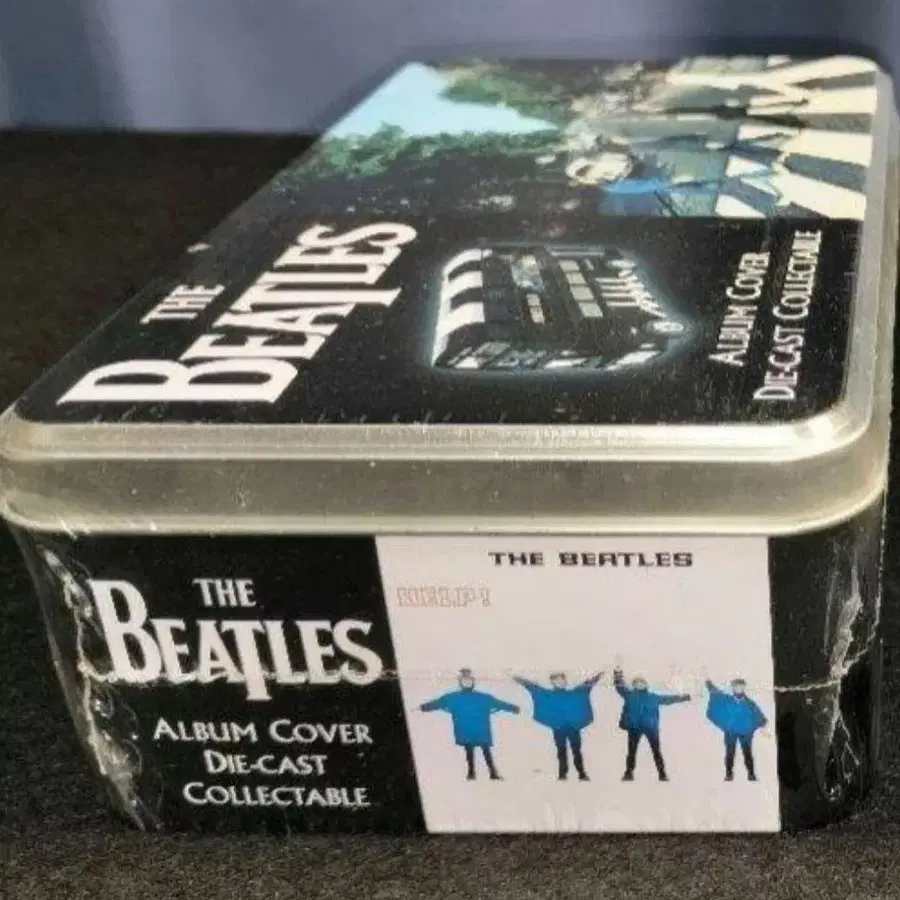 THE
BEATLES
ALBUM COVER
DIE-CAST COLLECTABLE
THE BEATLES
HELP!
THE
BEATLES
ALBUM COVER
DIE-CAST
COLLECTABLE